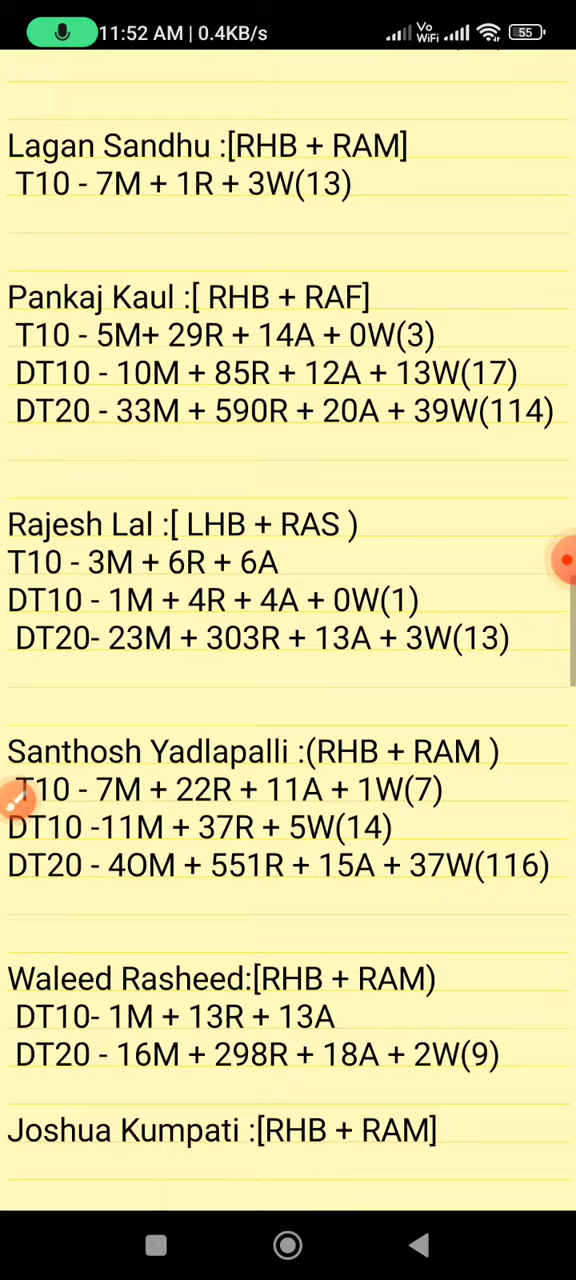 11:52 AM | 0.4KB/s Vo WiFi 55
Lagan Sandhu :[RHB + RAM]
T10 - 7M + 1R + 3W(13)
Pankaj Kaul :[ RHB + RAF]
T10 - 5M+ 29R + 14A + 0W(3)
DT10 - 10M + 85R + 12A + 13W(17)
DT20 - 33M + 590R + 20A + 39W(114)
Rajesh Lal :[ LHB + RAS )
T10 - 3M + 6R + 6A
DT10 - 1M + 4R + 4A + 0W(1)
DT20- 23M + 303R + 13A + 3W(13)
Santhosh Yadlapalli :(RHB + RAM )
T10 - 7M + 22R + 11A + 1W(7)
DT10 -11M + 37R + 5W(14)
DT20 - 4OM + 551R + 15A + 37W(116)
Waleed Rasheed:[RHB + RAM)
DT10- 1M + 13R + 13A
DT20 - 16M + 298R + 18A + 2W(9)
Joshua Kumpati :[RHB + RAM]